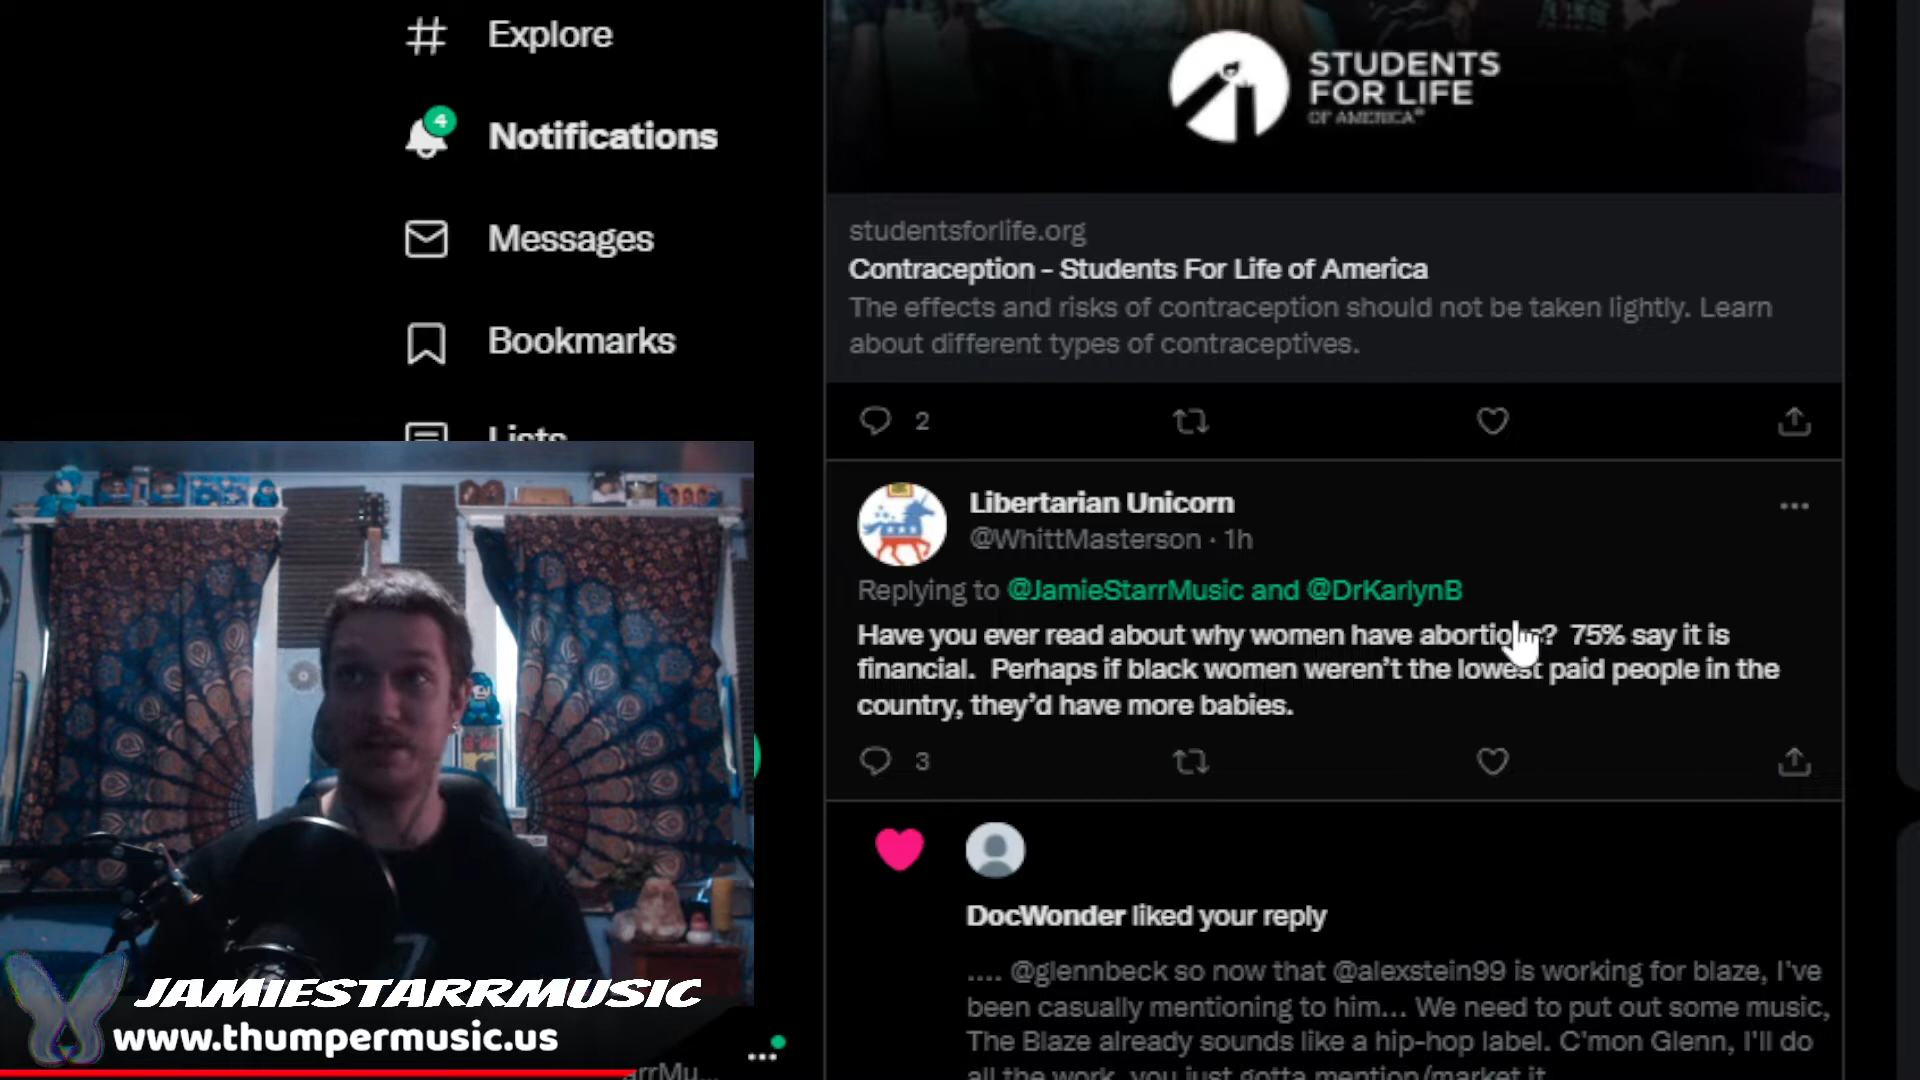 Explore
4
Notifications
Messages
Bookmarks
Lists
STUDENTS
FOR LIFE
OF AMERICA
studentsforlife.org
Contraception - Students For Life of America
The effects and risks of contraception should not be taken lightly. Learn
about different types of contraceptives.
2
Libertarian Unicorn
@WhittMasterson · 1h
Replying to @JamieStarrMusic and @DrKarlynB
Have you ever read about why women have abortions? 75% say it is
financial. Perhaps if black women weren't the lowest paid people in the
country, they'd have more babies.
3
DocWonder liked your reply
.... @glennbeck so now that @alexstein99 is working for blaze, I've
been casually mentioning to him... We need to put out some music,
The Blaze already sounds like a hip-hop label. C'mon Glenn, I'll do
all the work, you just gotta mention/market it
JAMIESTARRMUSIC
www.thumpermusic.us
arrMu...